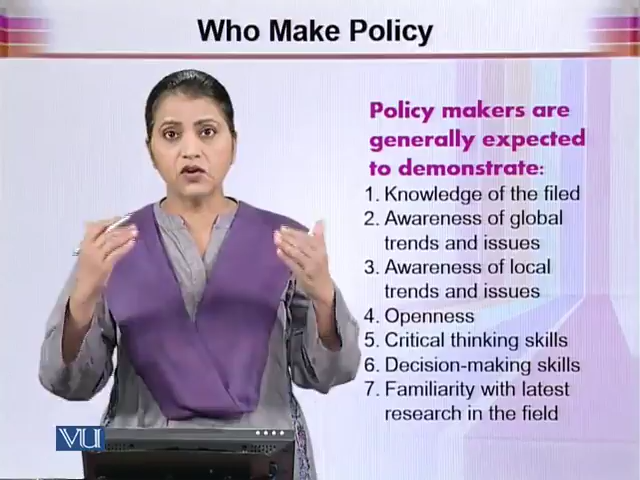 Who Make Policy
Policy makers are
generally expected
to demonstrate:
1. Knowledge of the filed
2. Awareness of global
trends and issues
3. Awareness of local
trends and issues
4. Openness
5. Critical thinking skills
6. Decision-making skills
7. Familiarity with latest
research in the field
VU